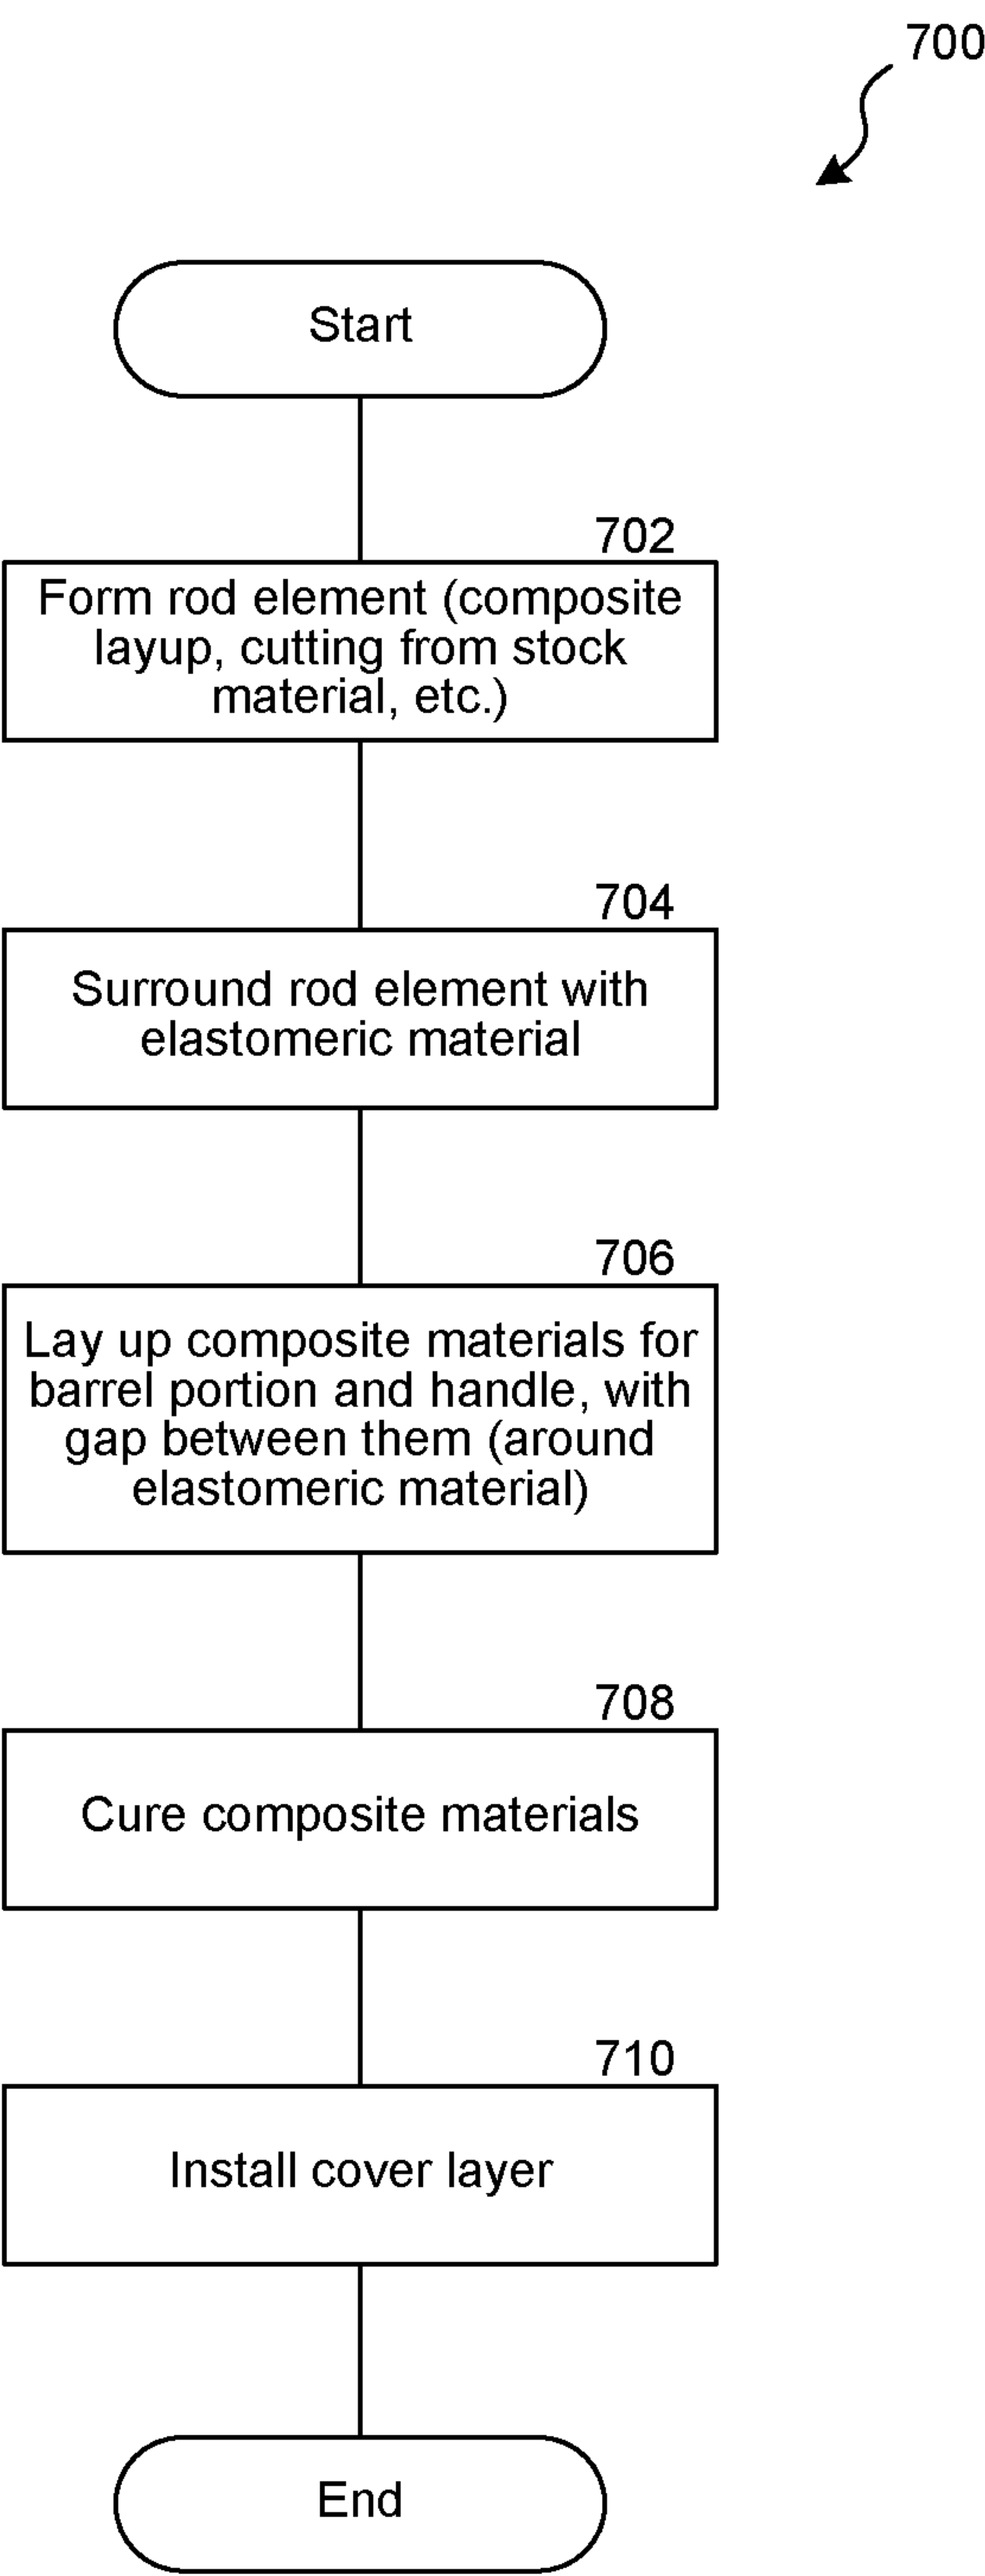 700
Start
702
Form rod element (composite
layup, cutting from stock
material, etc.)
704
Surround rod element with
elastomeric material
706
Lay up composite materials for
barrel portion and handle, with
gap between them (around
elastomeric material)
708
Cure composite materials
710
Install cover layer
End